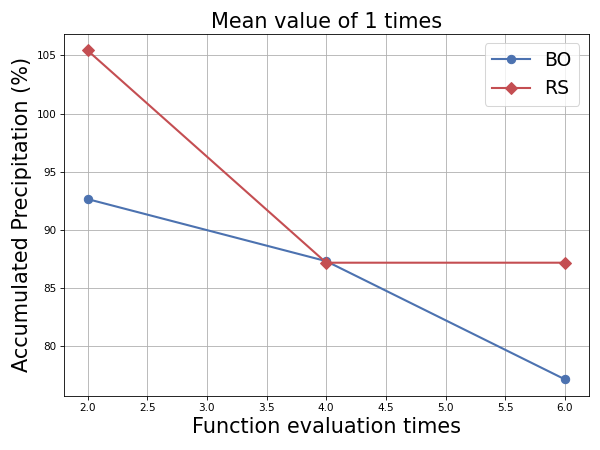 Mean value of 1 times
Accumulated Precipitation (%)
105
100
95
90
85
80
BO
RS
2.0 2.5 3.0 3.5 4.0 4.5 5.0 5.5 6.0
Function evaluation times